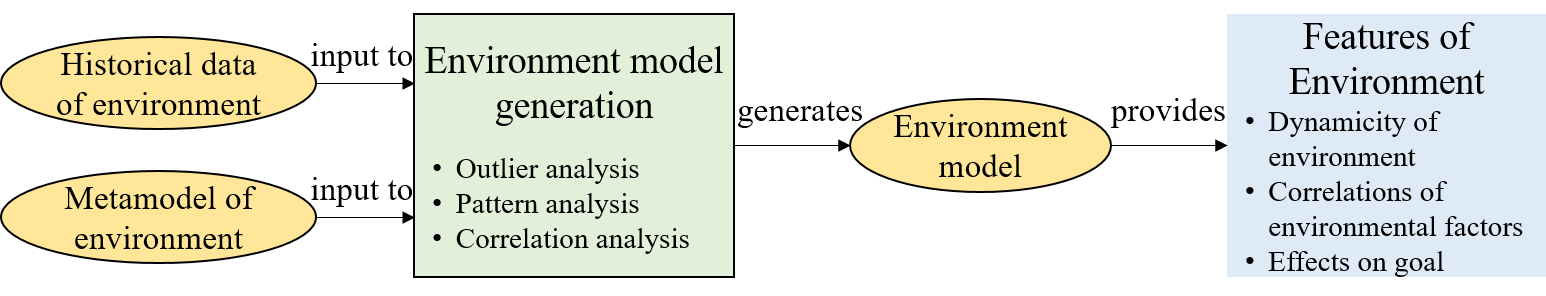 Historical data
of environment
input to
Metamodel of
environment
input to
Environment model
generation
• Outlier analysis
• Pattern analysis
• Correlation analysis
generates
Environment
model
provides
Features of
Environment
• Dynamicity of
environment
• Correlations of
environmental factors
• Effects on goal